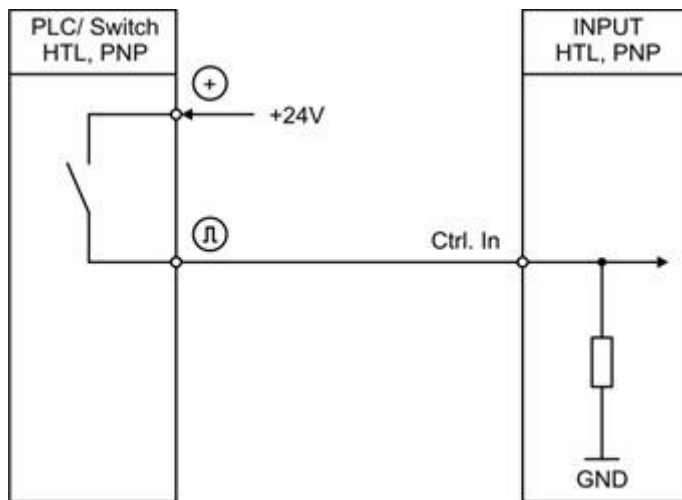 PLC/ Switch
HTL, PNP
INPUT
HTL, PNP
+
+24V
Ctrl. In
GND